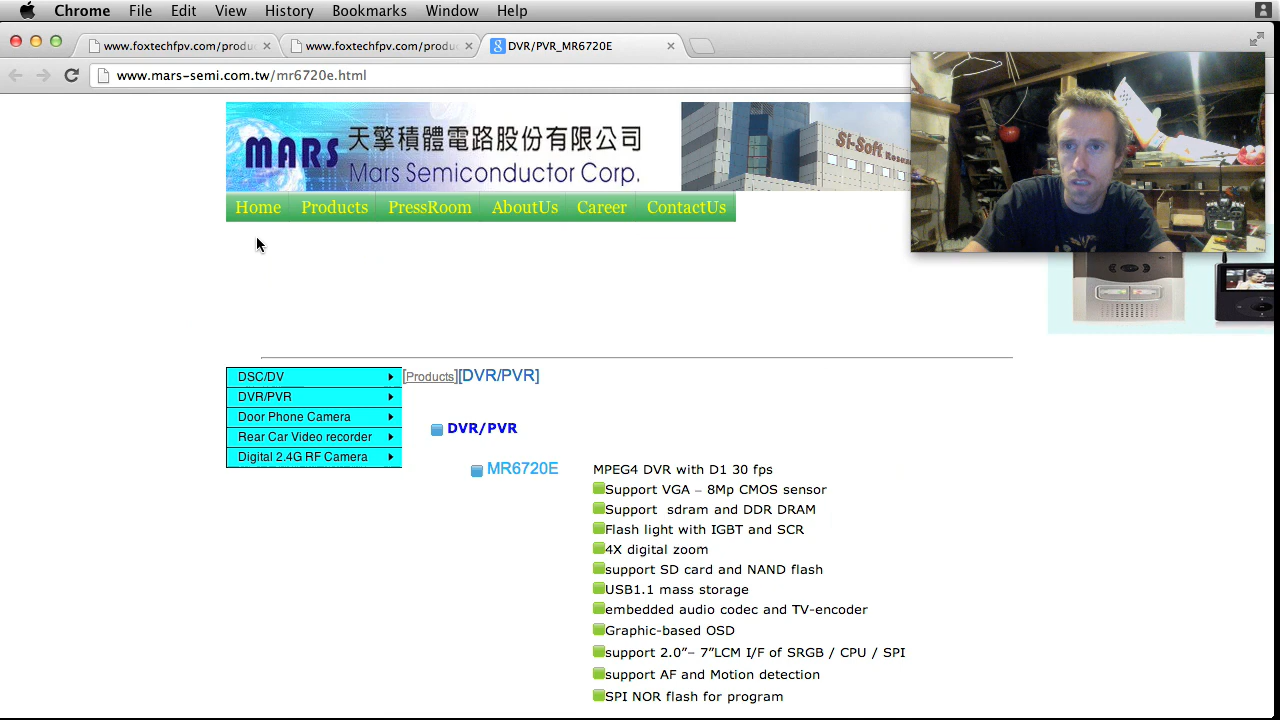 Chrome File Edit View History Bookmarks Window Help
www.foxtechfpv.com/produ www.foxtechfpv.com/produ DVR/PVR_MR6720E
www.mars-semi.com.tw/mr6720e.html
MARS 天擎積體電路股份有限公司
Mars Semiconductor Corp.
Si-Soft
Home Products PressRoom AboutUs Career ContactUs
DSC/DV
DVR/PVR
Door Phone Camera
Rear Car Video recorder
Digital 2.4G RF Camera
[Products][DVR/PVR]
DVR/PVR
MR6720E
MPEG4 DVR with D1 30 fps
Support VGA – 8Mp CMOS sensor
Support sdram and DDR DRAM
Flash light with IGBT and SCR
4X digital zoom
support SD card and NAND flash
USB1.1 mass storage
embedded audio codec and TV-encoder
Graphic-based OSD
support 2.0”– 7”LCM I/F of SRGB / CPU / SPI
support AF and Motion detection
SPI NOR flash for program